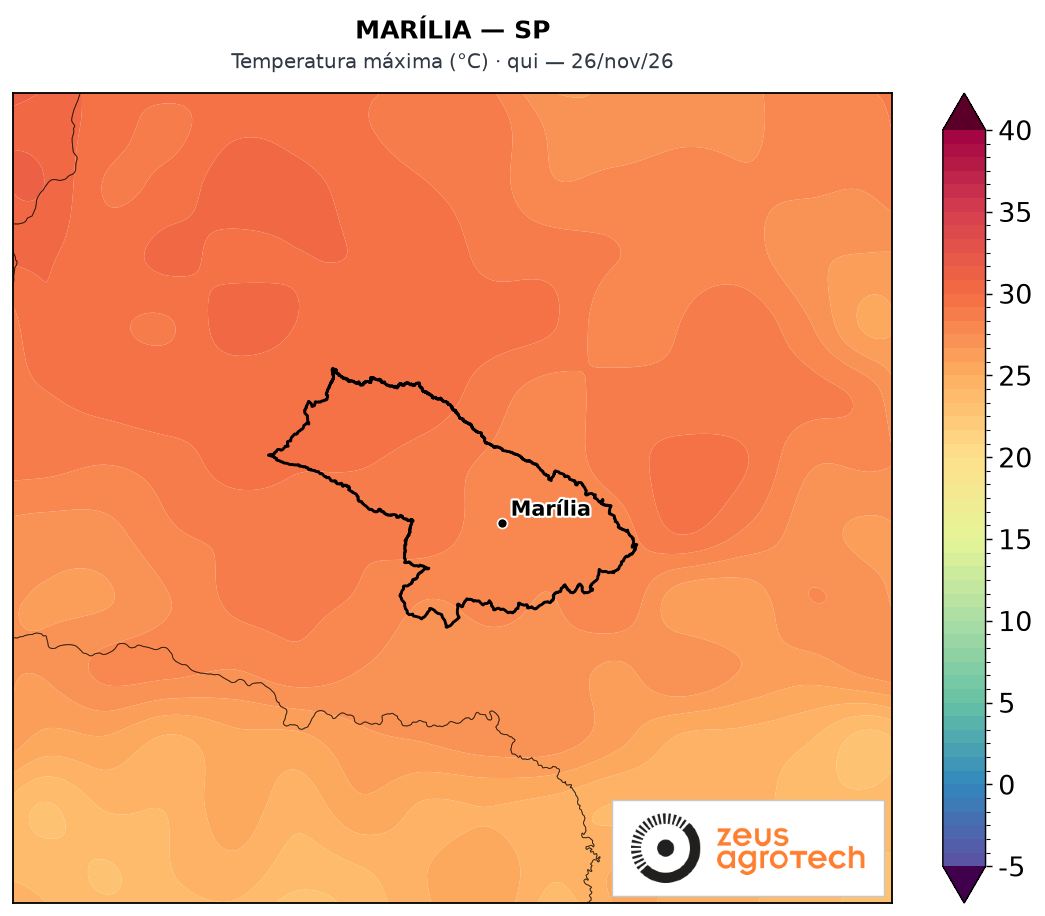 MARÍLIA — SP
Temperatura máxima (°C) · qui — 26/nov/26
40
35
30
25
20
15
10
5
0
-5
Marília
zeus
agrotech